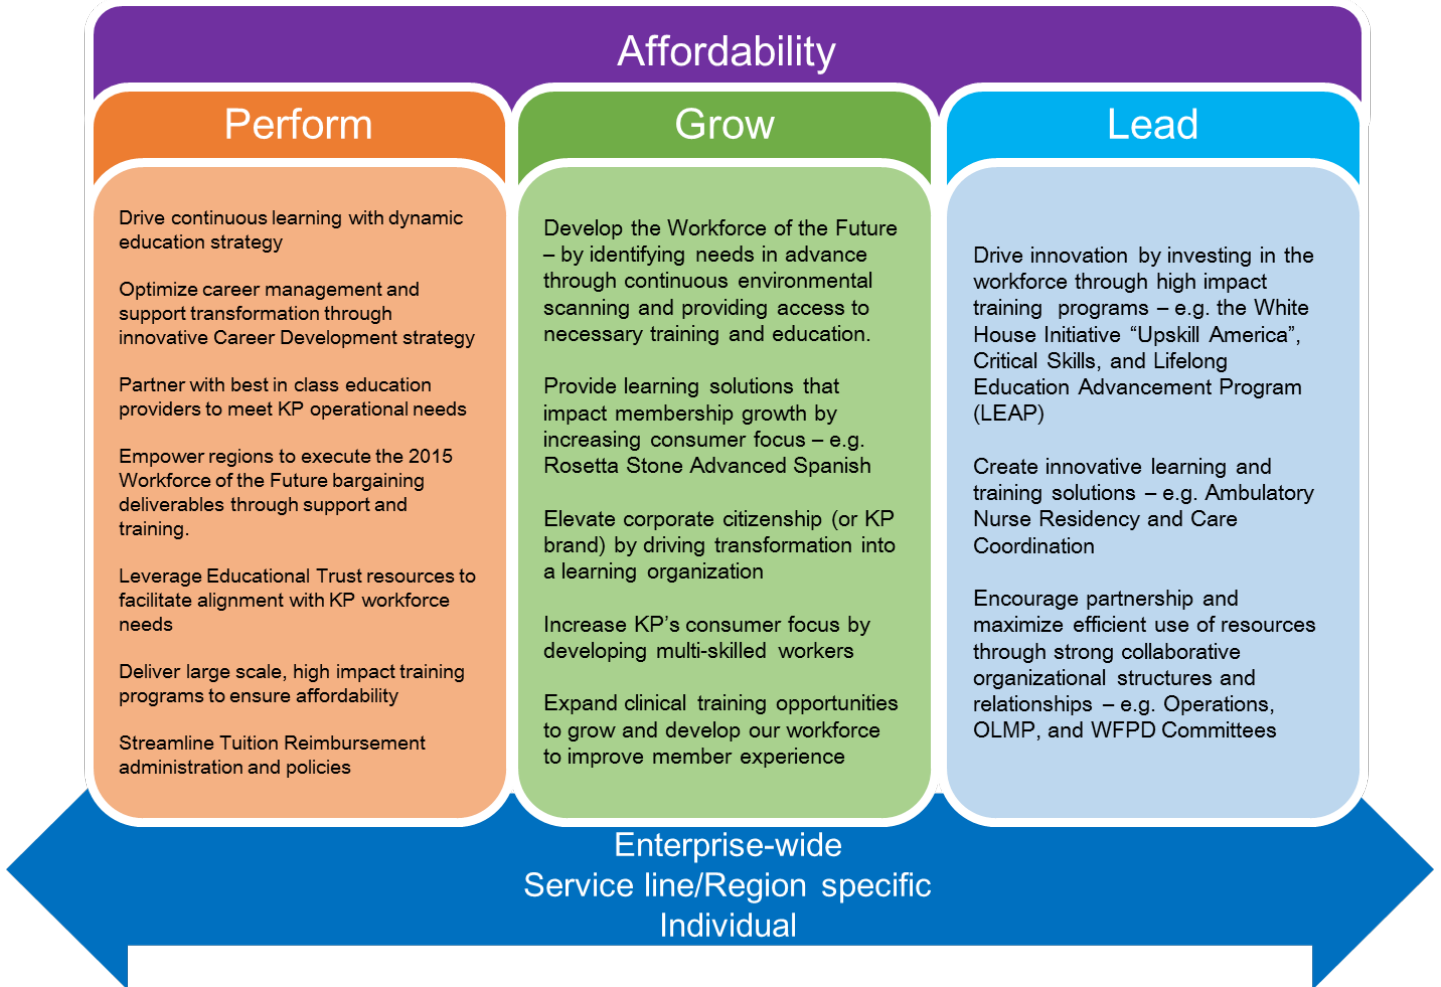 Affordability
Perform
Drive continuous learning with dynamic
education strategy
Optimize career management and
support transformation through
innovative Career Development strategy
Partner with best in class education
providers to meet KP operational needs
Empower regions to execute the 2015
Workforce of the Future bargaining
deliverables through support and
training.
Leverage Educational Trust resources to
facilitate alignment with KP workforce
needs
Deliver large scale, high impact training
programs to ensure affordability
Streamline Tuition Reimbursement
administration and policies
Grow
Develop the Workforce of the Future
– by identifying needs in advance
through continuous environmental
scanning and providing access to
necessary training and education.
Provide learning solutions that
impact membership growth by
increasing consumer focus – e.g.
Rosetta Stone Advanced Spanish
Elevate corporate citizenship (or KP
brand) by driving transformation into
a learning organization
Increase KP’s consumer focus by
developing multi-skilled workers
Expand clinical training opportunities
to grow and develop our workforce
to improve member experience
Lead
Drive innovation by investing in the
workforce through high impact
training programs – e.g. the White
House Initiative “Upskill America”,
Critical Skills, and Lifelong
Education Advancement Program
(LEAP)
Create innovative learning and
training solutions – e.g. Ambulatory
Nurse Residency and Care
Coordination
Encourage partnership and
maximize efficient use of resources
through strong collaborative
organizational structures and
relationships – e.g. Operations,
OLMP, and WFPD Committees
Enterprise-wide
Service line/Region specific
Individual